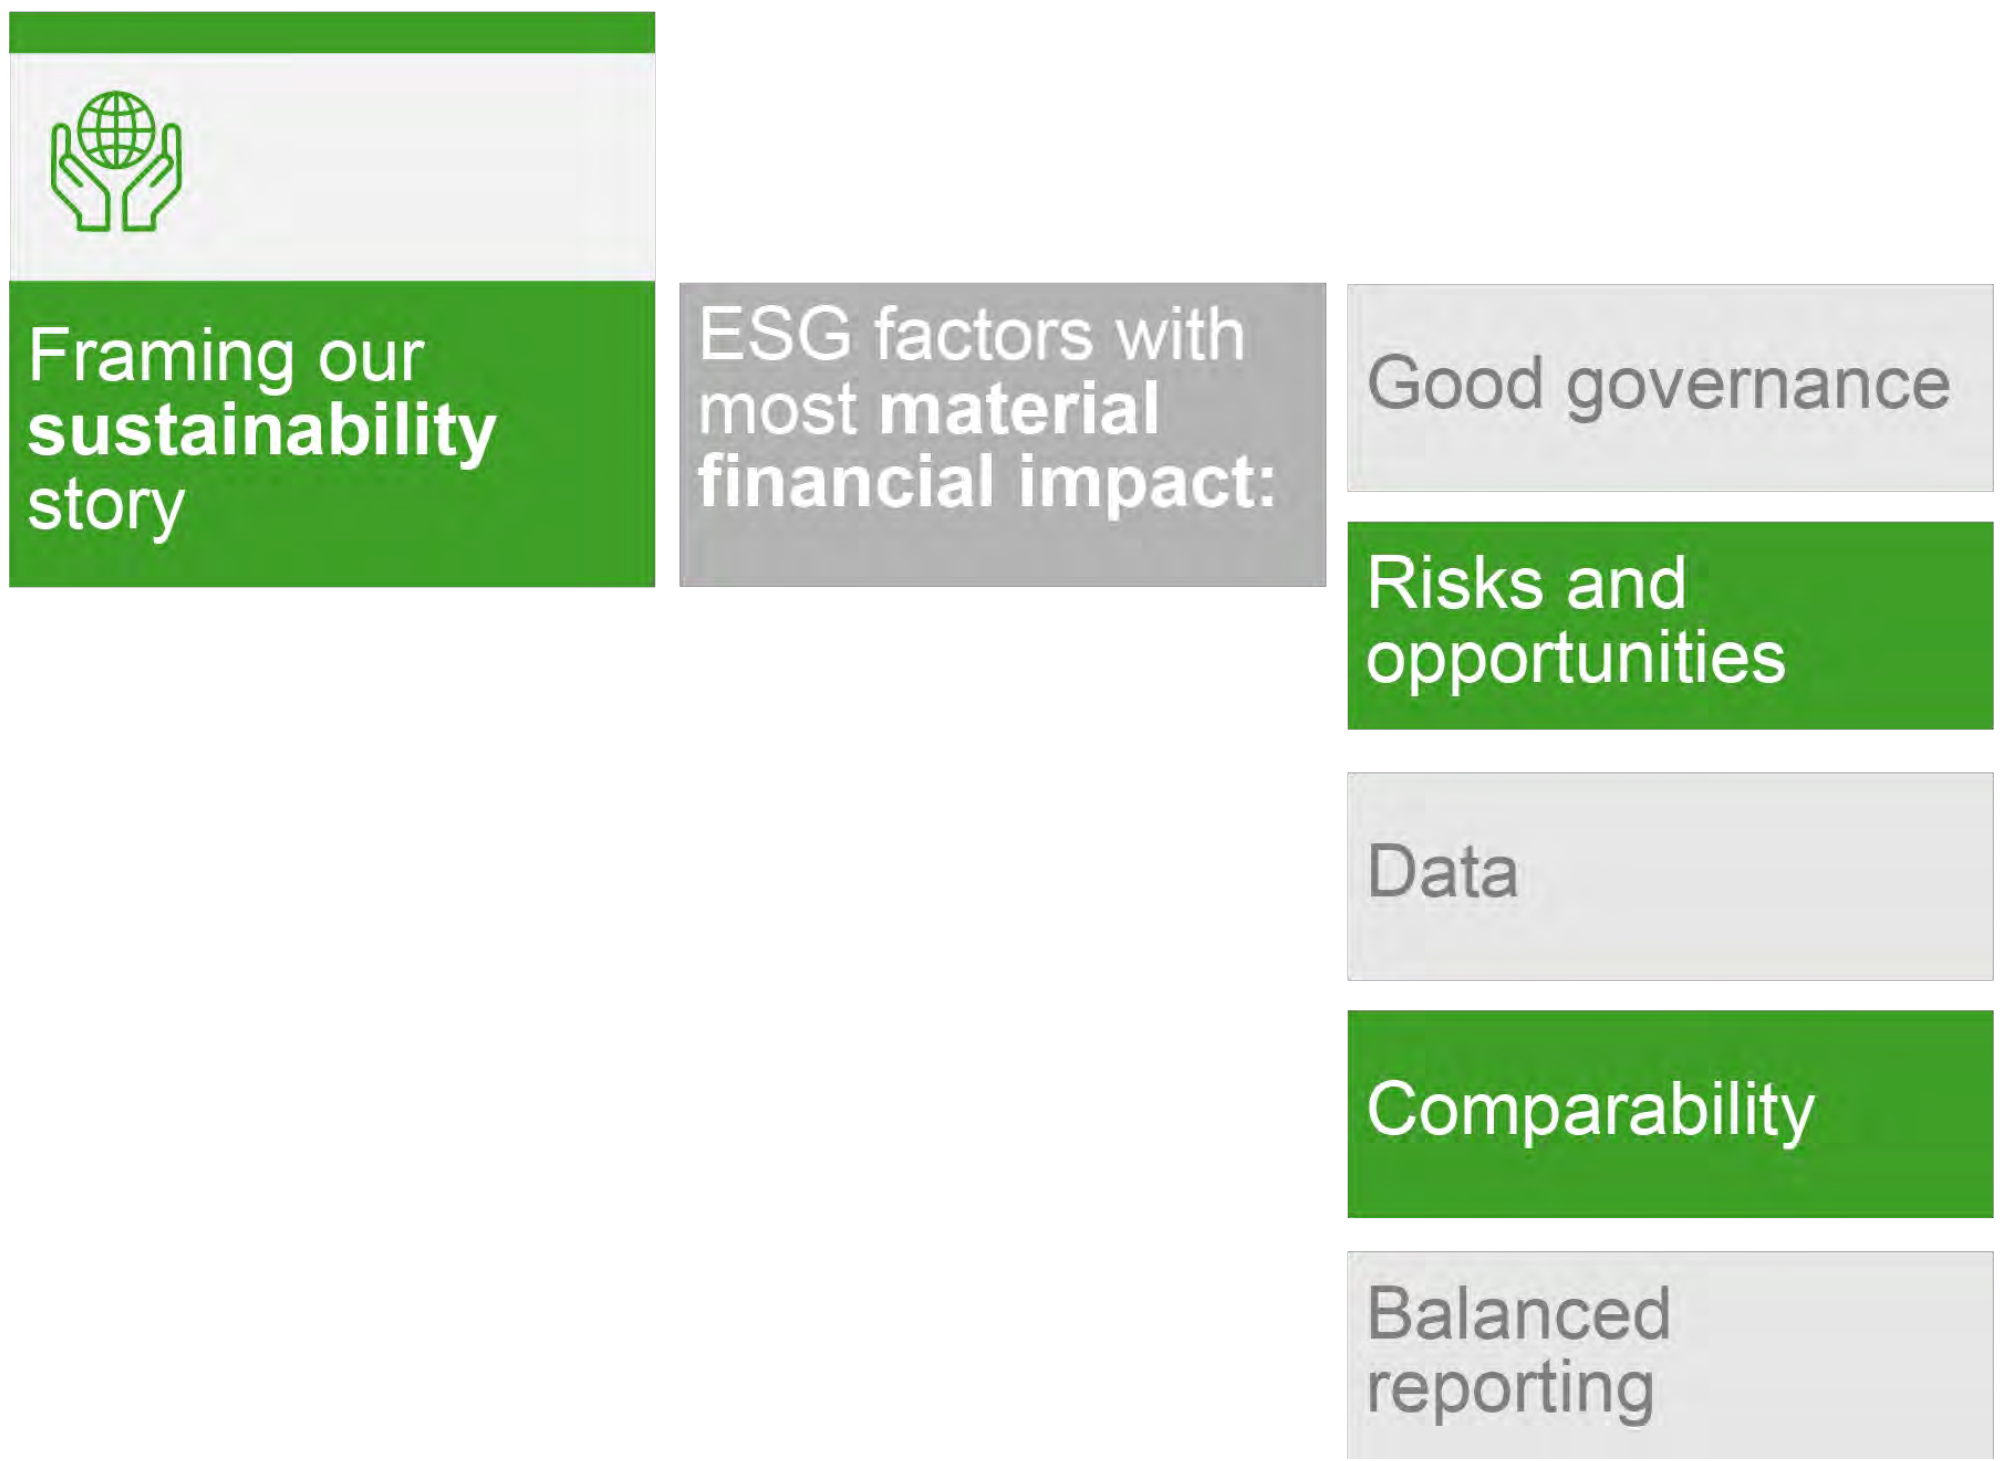 Framing our
sustainability
story
ESG factors with
most material
financial impact:
Good governance
Risks and
opportunities
Data
Comparability
Balanced
reporting